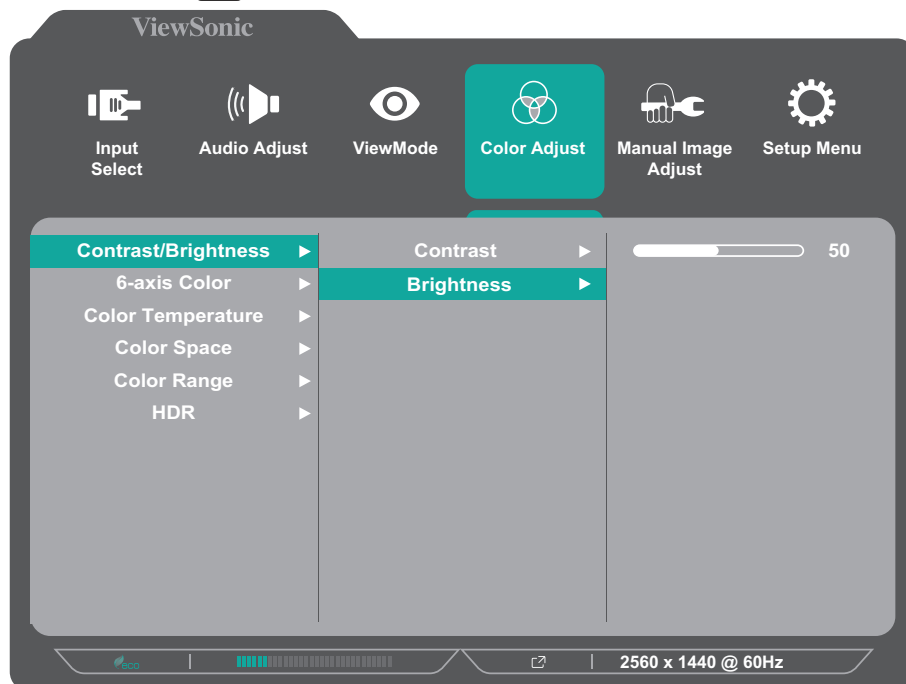 ViewSonic
Input Select
Audio Adjust
ViewMode
Color Adjust
Manual Image Adjust
Setup Menu
Contrast/Brightness
Contrast
50
6-axis Color
Brightness
Color Temperature
Color Space
Color Range
HDR
eco
2560 x 1440 @ 60Hz